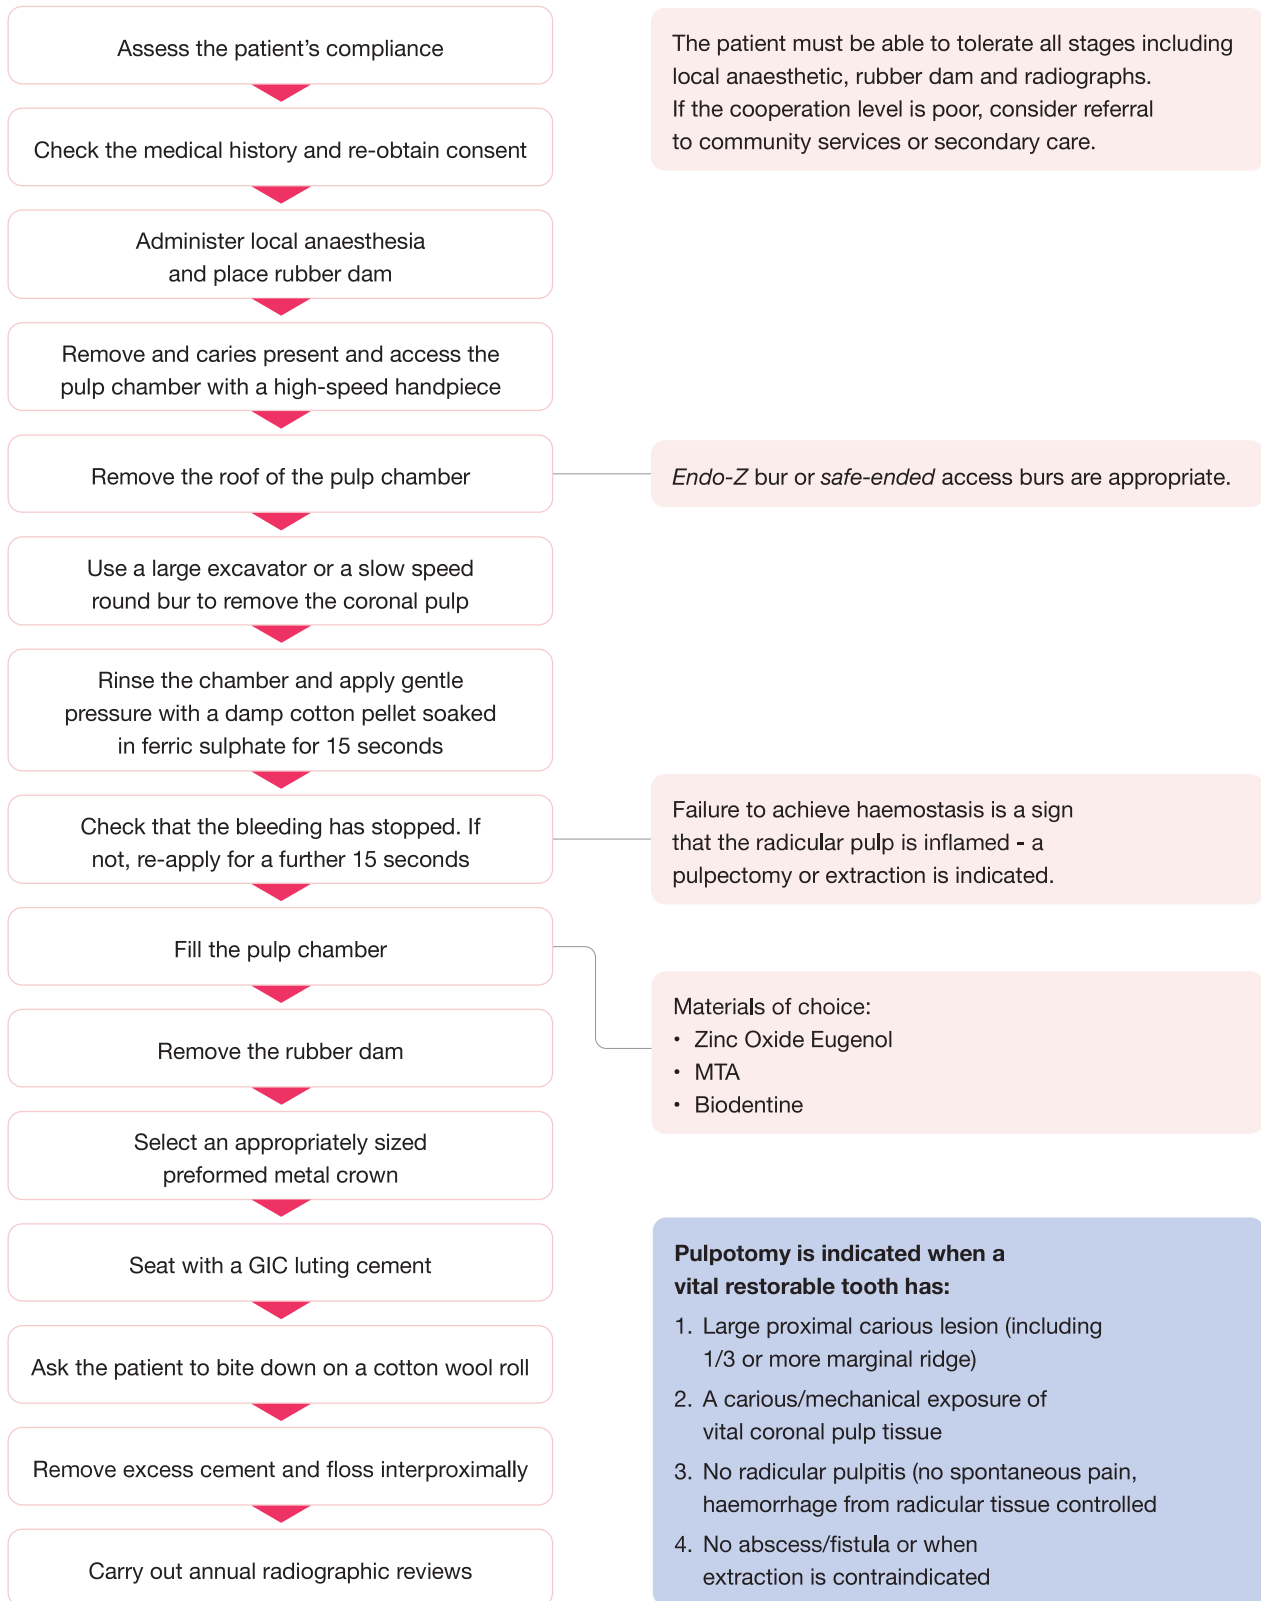 Assess the patient's compliance
The patient must be able to tolerate all stages including
local anaesthetic, rubber dam and radiographs.
If the cooperation level is poor, consider referral
to community services or secondary care.
Check the medical history and re-obtain consent
Administer local anaesthesia
and place rubber dam
Remove and caries present and access the
pulp chamber with a high-speed handpiece
Remove the roof of the pulp chamber
Endo-Z bur or safe-ended access burs are appropriate.
Use a large excavator or a slow speed
round bur to remove the coronal pulp
Rinse the chamber and apply gentle
pressure with a damp cotton pellet soaked
in ferric sulphate for 15 seconds
Check that the bleeding has stopped. If
not, re-apply for a further 15 seconds
Failure to achieve haemostasis is a sign
that the radicular pulp is inflamed - a
pulpectomy or extraction is indicated.
Fill the pulp chamber
Materials of choice:
• Zinc Oxide Eugenol
• MTA
• Biodentine
Remove the rubber dam
Select an appropriately sized
preformed metal crown
Seat with a GIC luting cement
Ask the patient to bite down on a cotton wool roll
Remove excess cement and floss interproximally
Carry out annual radiographic reviews
Pulpotomy is indicated when a
vital restorable tooth has:
1. Large proximal carious lesion (including
1/3 or more marginal ridge)
2. A carious/mechanical exposure of
vital coronal pulp tissue
3. No radicular pulpitis (no spontaneous pain,
haemorrhage from radicular tissue controlled
4. No abscess/fistula or when
extraction is contraindicated